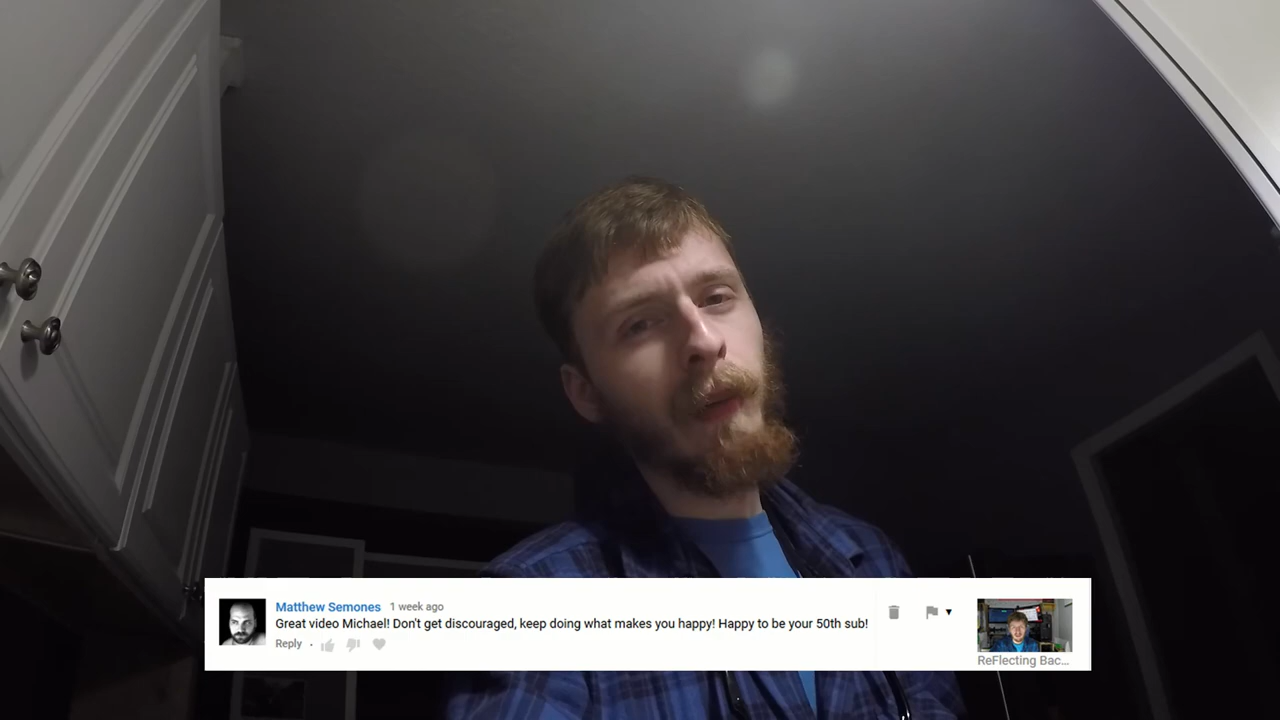 Matthew Semones 1 week ago
Great video Michael! Don't get discouraged, keep doing what makes you happy! Happy to be your 50th sub!
Reply
ReFlecting Bac...